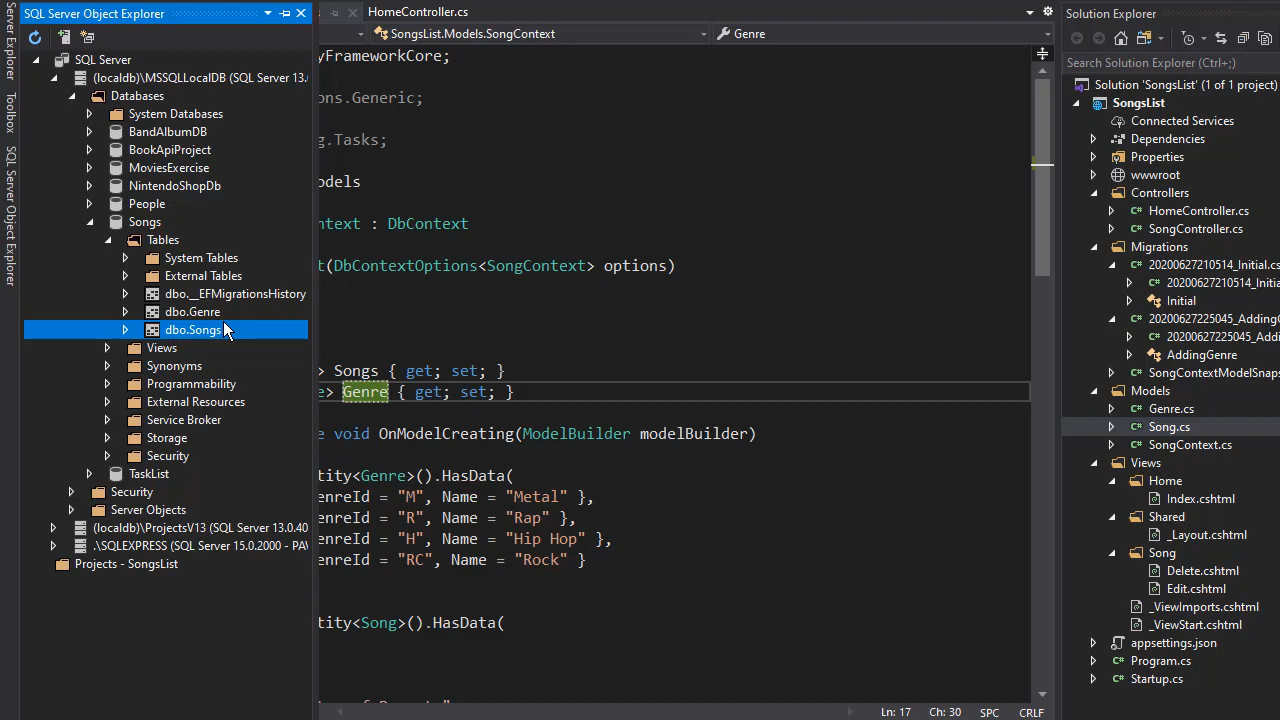 SQL Server Object Explorer
SQL Server
(localdb)\MSSQLLocalDB (SQL Server 13.0
Databases
System Databases
BandAlbumDB
BookApiProject
MoviesExercise
NintendoShopDb
People
Songs
Tables
System Tables
External Tables
dbo.__EFMigrationsHistory
dbo.Genre
dbo.Songs
Views
Synonyms
Programmability
External Resources
Service Broker
Storage
Security
TaskList
Security
Server Objects
(localdb)\ProjectsV13 (SQL Server 13.0.40
.\SQLEXPRESS (SQL Server 15.0.2000 - PA
Projects - SongsList
Server Explorer
Toolbox
SQL Server Object Explorer
HomeController.cs
SongsList.Models.SongContext
Genre
yFrameworkCore;
ons.Generic;
g.Tasks;
odels
ntext : DbContext
t(DbContextOptions<SongContext> options)
> Songs { get; set; }
e> Genre { get; set; }
e void OnModelCreating(ModelBuilder modelBuilder)
tity<Genre>().HasData(
enreId = "M", Name = "Metal" },
enreId = "R", Name = "Rap" },
enreId = "H", Name = "Hip Hop" },
enreId = "RC", Name = "Rock" }
tity<Song>().HasData(
Ln: 17 Ch: 30 SPC CRLF
Solution Explorer
Search Solution Explorer (Ctrl+;)
Solution 'SongsList' (1 of 1 project)
SongsList
Connected Services
Dependencies
Properties
wwwroot
Controllers
HomeController.cs
SongController.cs
Migrations
20200627210514_Initial.cs
20200627210514_Initia
Initial
20200627225045_AddingG
20200627225045_Addi
AddingGenre
SongContextModelSnaps
Models
Genre.cs
Song.cs
SongContext.cs
Views
Home
Index.cshtml
Shared
_Layout.cshtml
Song
Delete.cshtml
Edit.cshtml
_ViewImports.cshtml
_ViewStart.cshtml
appsettings.json
Program.cs
Startup.cs